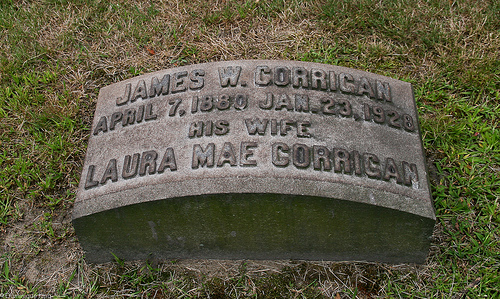 JAMES W. CORRIGAN
APRIL 7, 1880 JAN. 23, 1928
HIS WIFE
LAURA MAE CORRIGAN